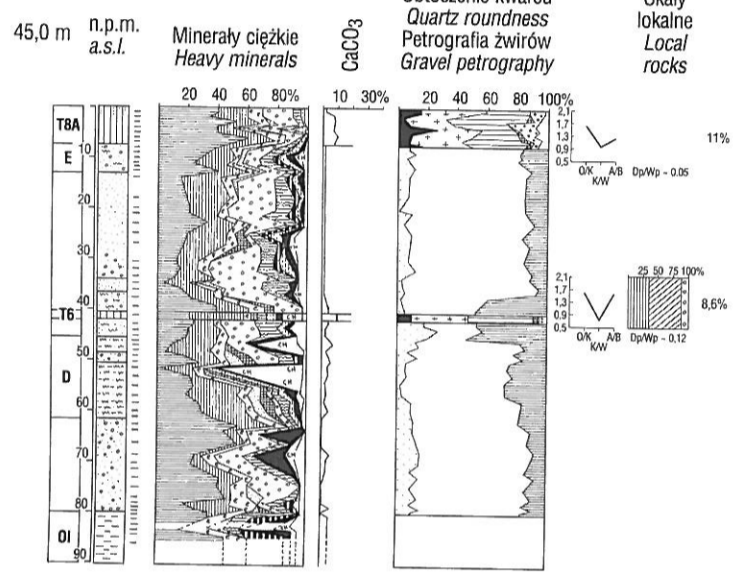 45,0 m n.p.m.
a.s.l.
Minerały ciężkie
Heavy minerals
CaCO3
Quartz roundness
Petrografia żwirów
Gravel petrography
lokalne
Local
rocks
20 40 60 80%
10 30%
20 40 60 80 100%
T8A
E
T6
D
Ol
10
20
30
40
50
60
70
80
90
2,1
1,7
1,3
0,9
0,5
O/K A/B
K/W
Dp/Wp - 0.05
11%
2,1
1,7
1,3
0,9
0,5
O/K A/B
K/W
25 50 75 100%
Dp/Wp - 0,12
8,6%
CH
CH
CH
CH